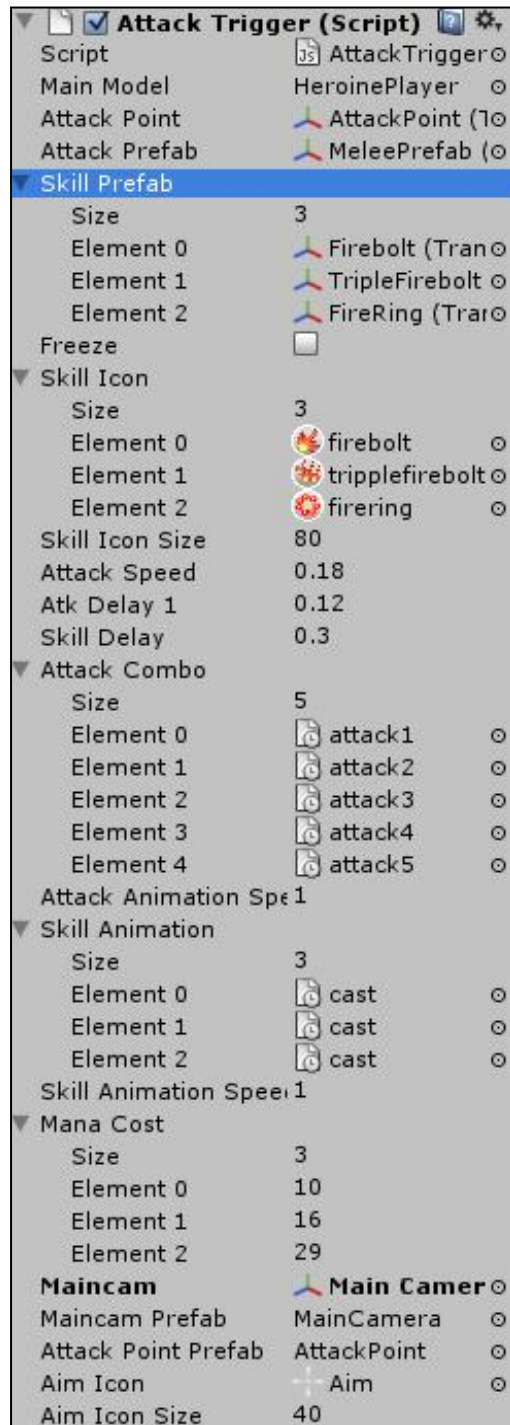 Attack Trigger (Script)
Script JS AttackTrigger
Main Model HeroinePlayer
Attack Point AttackPoint (T
Attack Prefab MeleePrefab (
Skill Prefab
Size 3
Element 0 Firebolt (Tran
Element 1 TripleFirebolt
Element 2 FireRing (Tran
Freeze
Skill Icon
Size 3
Element 0 firebolt
Element 1 tripplefirebolt
Element 2 firering
Skill Icon Size 80
Attack Speed 0.18
Atk Delay 1 0.12
Skill Delay 0.3
Attack Combo
Size 5
Element 0 attack1
Element 1 attack2
Element 2 attack3
Element 3 attack4
Element 4 attack5
Attack Animation Spe 1
Skill Animation
Size 3
Element 0 cast
Element 1 cast
Element 2 cast
Skill Animation Spee 1
Mana Cost
Size 3
Element 0 10
Element 1 16
Element 2 29
Maincam Main Camer
Maincam Prefab MainCamera
Attack Point Prefab AttackPoint
Aim Icon Aim
Aim Icon Size 40